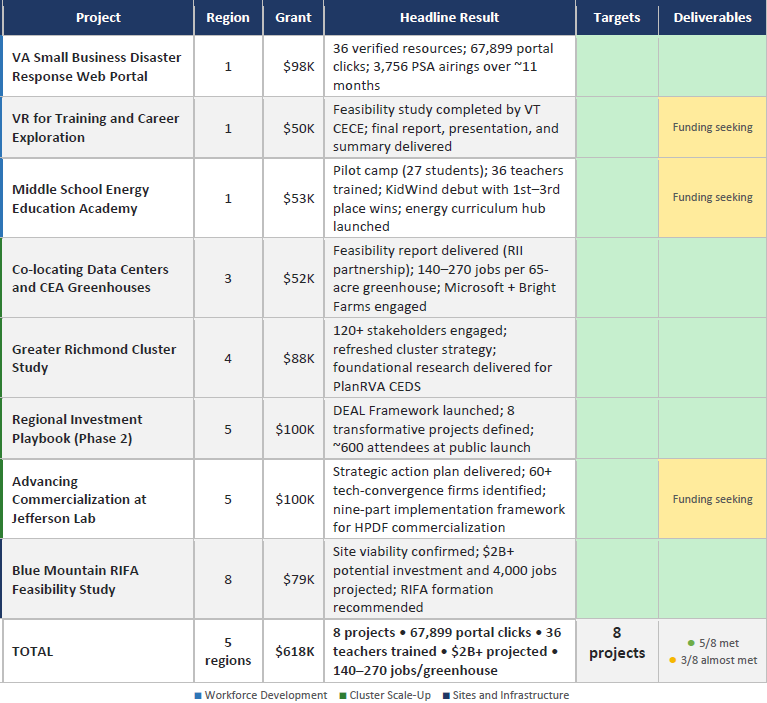 Project Region Grant Headline Result Targets Deliverables
VA Small Business Disaster
Response Web Portal
1
$98K
36 verified resources; 67,899 portal
clicks; 3,756 PSA airings over ~11
months
VR for Training and Career
Exploration
1
$50K
Feasibility study completed by VT
CECE; final report, presentation, and
summary delivered
Funding seeking
Middle School Energy
Education Academy
1
$53K
Pilot camp (27 students); 36 teachers
trained; KidWind debut with 1st–3rd
place wins; energy curriculum hub
launched
Funding seeking
Co-locating Data Centers
and CEA Greenhouses
3
$52K
Feasibility report delivered (RII
partnership); 140–270 jobs per 65-
acre greenhouse; Microsoft + Bright
Farms engaged
Greater Richmond Cluster
Study
4
$88K
120+ stakeholders engaged;
refreshed cluster strategy;
foundational research delivered for
PlanRVA CEDS
Regional Investment
Playbook (Phase 2)
5
$100K
DEAL Framework launched; 8
transformative projects defined;
~600 attendees at public launch
Advancing
Commercialization at
Jefferson Lab
5
$100K
Strategic action plan delivered; 60+
tech-convergence firms identified;
nine-part implementation framework
for HPDF commercialization
Funding seeking
Blue Mountain RIFA
Feasibility Study
8
$79K
Site viability confirmed; $2B+
potential investment and 4,000 jobs
projected; RIFA formation
recommended
TOTAL
5
regions
$618K
8 projects • 67,899 portal clicks • 36
teachers trained • $2B+ projected •
140–270 jobs/greenhouse
8
projects
● 5/8 met
● 3/8 almost met
■ Workforce Development ■ Cluster Scale-Up ■ Sites and Infrastructure